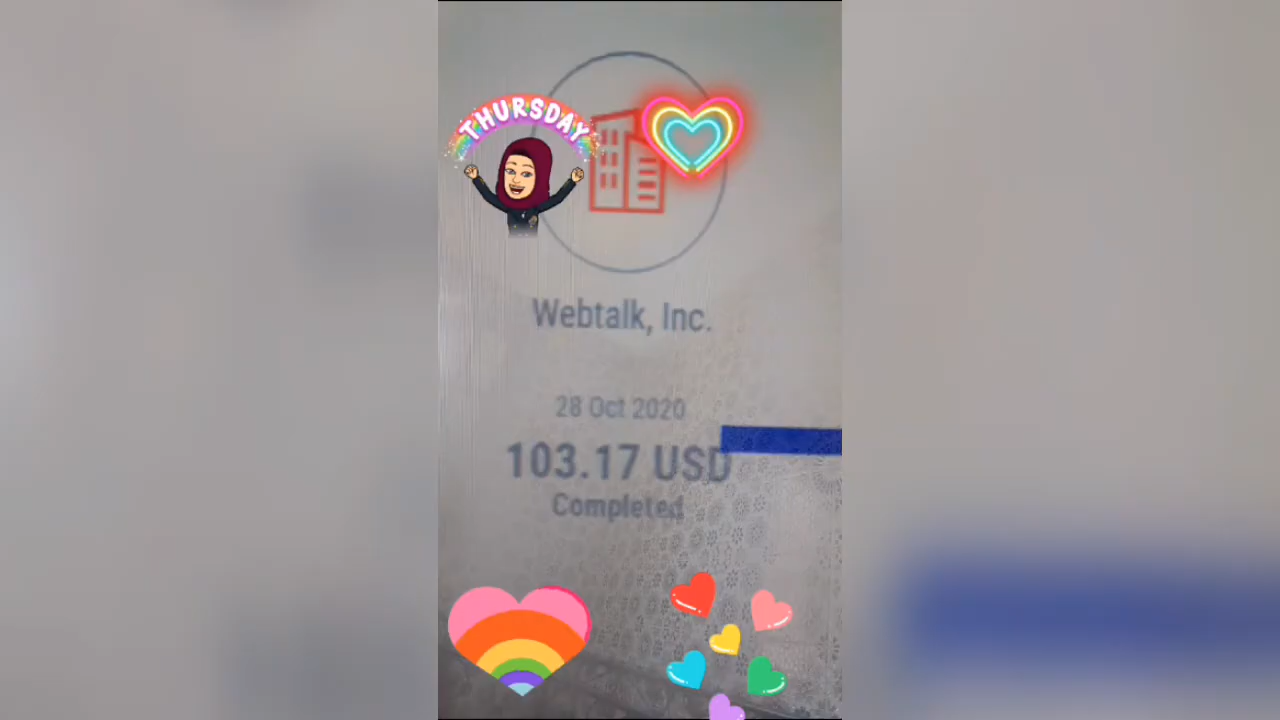 THURSDAY
Webtalk, Inc.
28 Oct 2020
103.17 USD
Completed